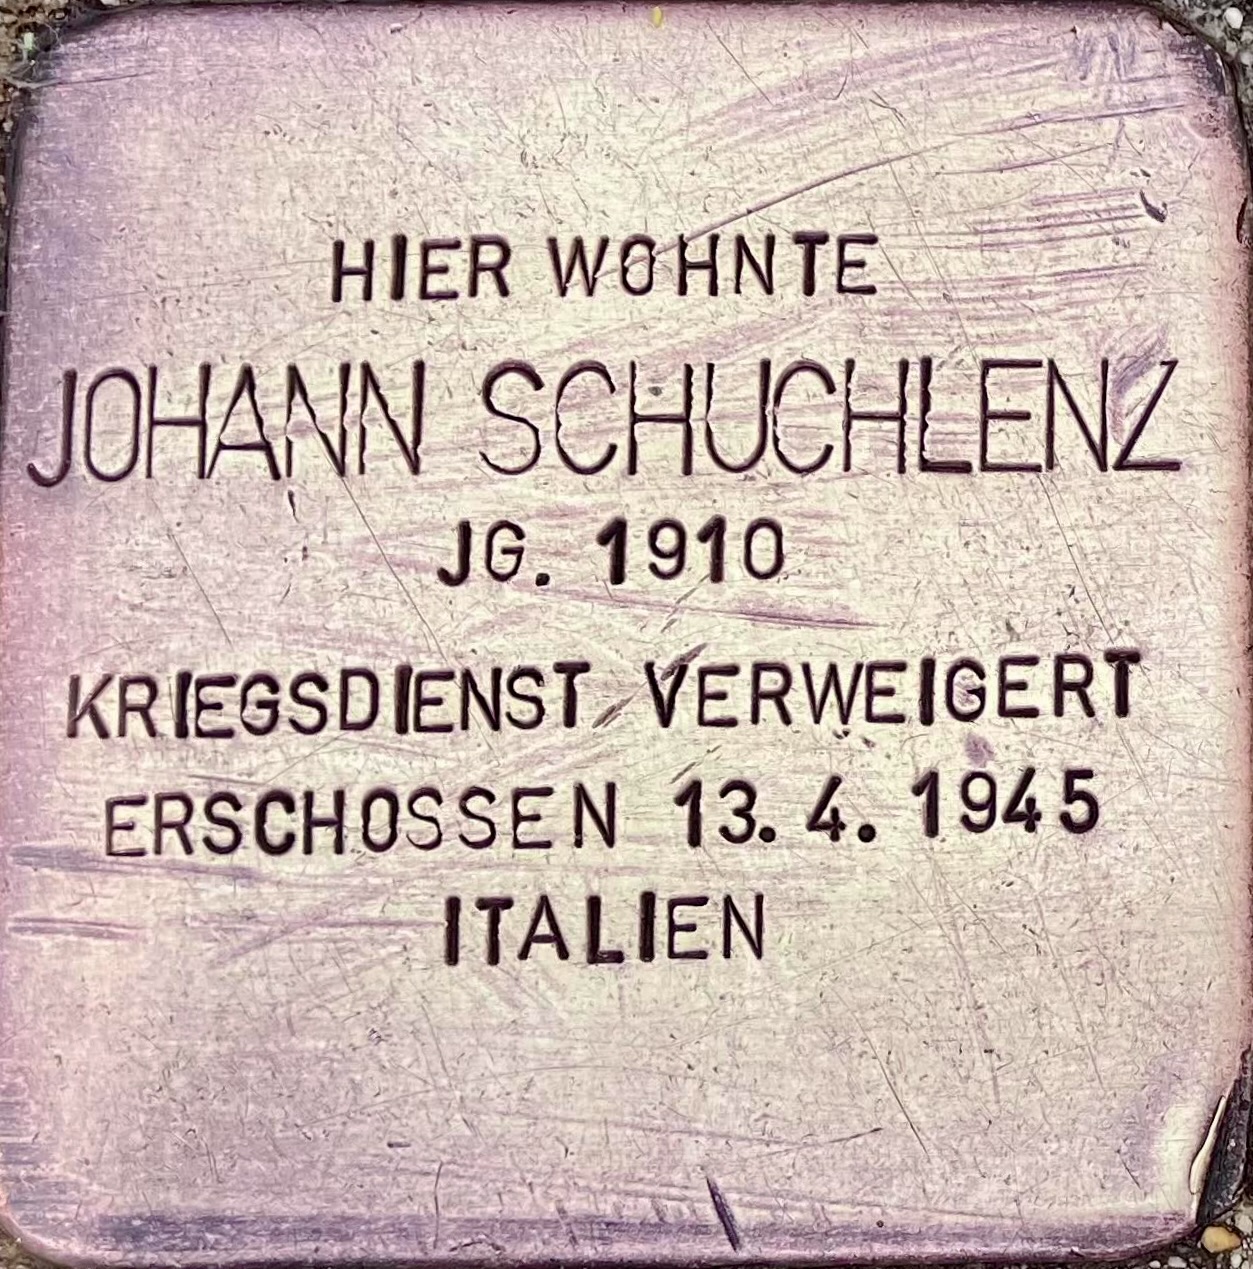 HIER WOHNTE
JOHANN SCHUCHLENZ
JG. 1910
KRIEGSDIENST VERWEIGERT
ERSCHOSSEN 13. 4. 1945
ITALIEN